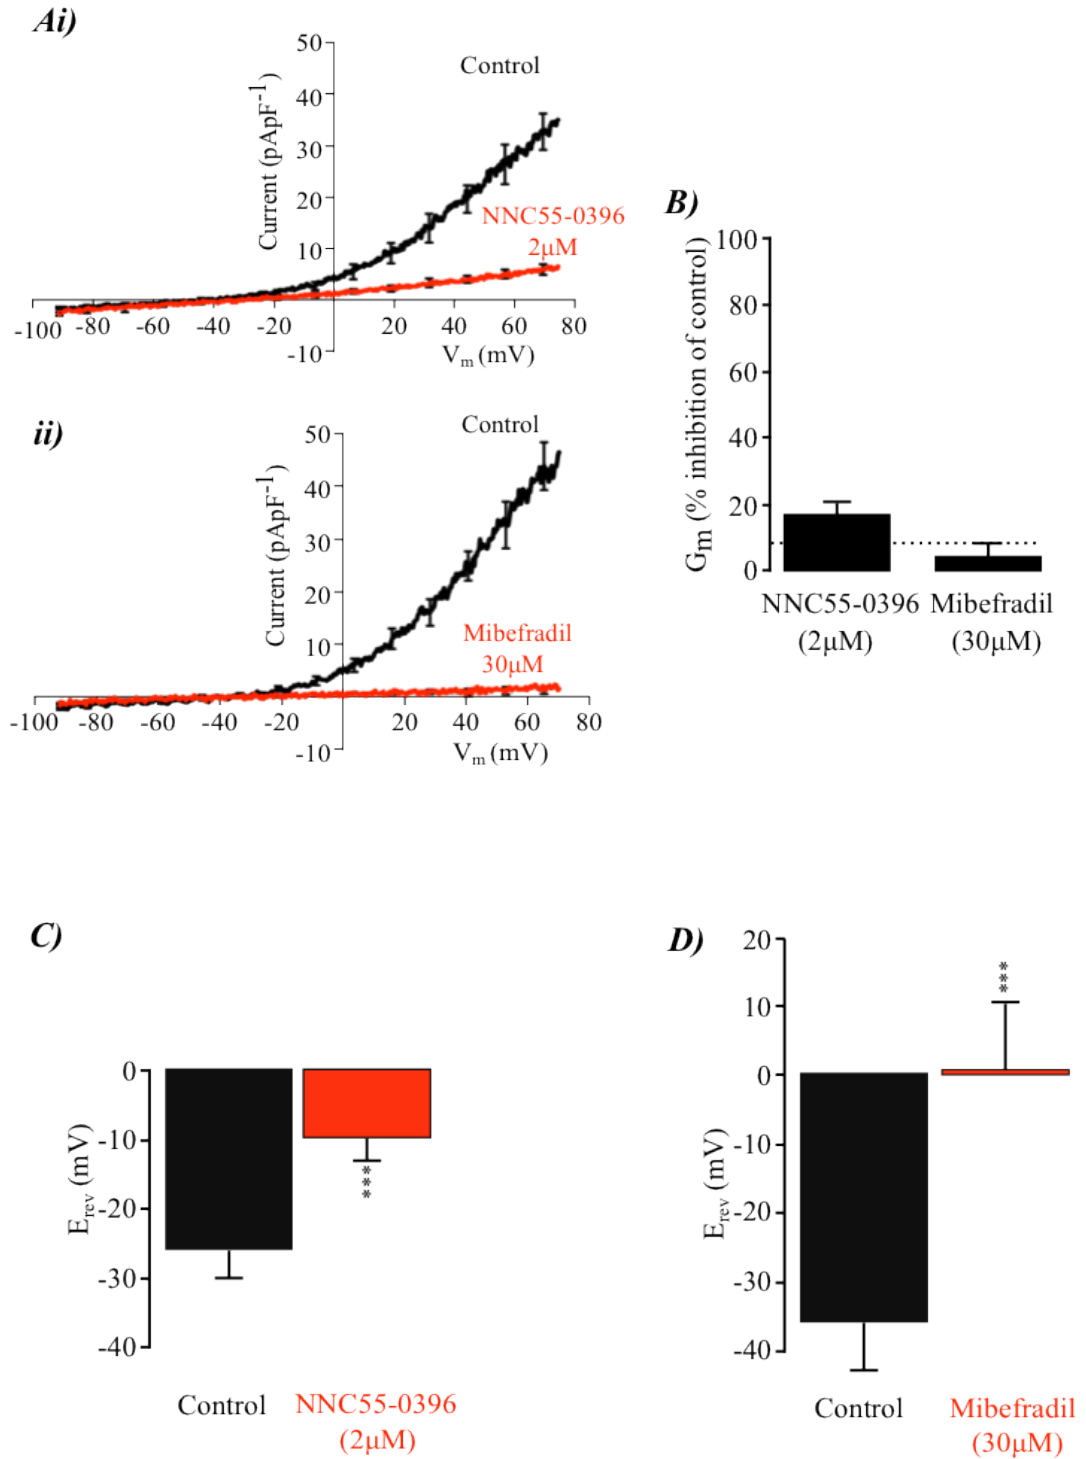 Ai)
50
40
30
20
10
-10
Current (pApF-1)
Control
NNC55-0396
2μM
-100 -80 -60 -40 -20 20 40 60 80
Vm (mV)
ii)
50
40
30
20
10
-10
Current (pApF-1)
Control
Mibefradil
30μM
-100 -80 -60 -40 -20 20 40 60 80
Vm (mV)
B)
100
80
60
40
20
0
Gm (% inhibition of control)
NNC55-0396 Mibefradil
(2μM) (30μM)
C)
0
-10
-20
-30
-40
Erev (mV)
***
Control NNC55-0396
(2μM)
D)
20
10
0
-10
-20
-30
-40
Erev (mV)
***
Control Mibefradil
(30μM)